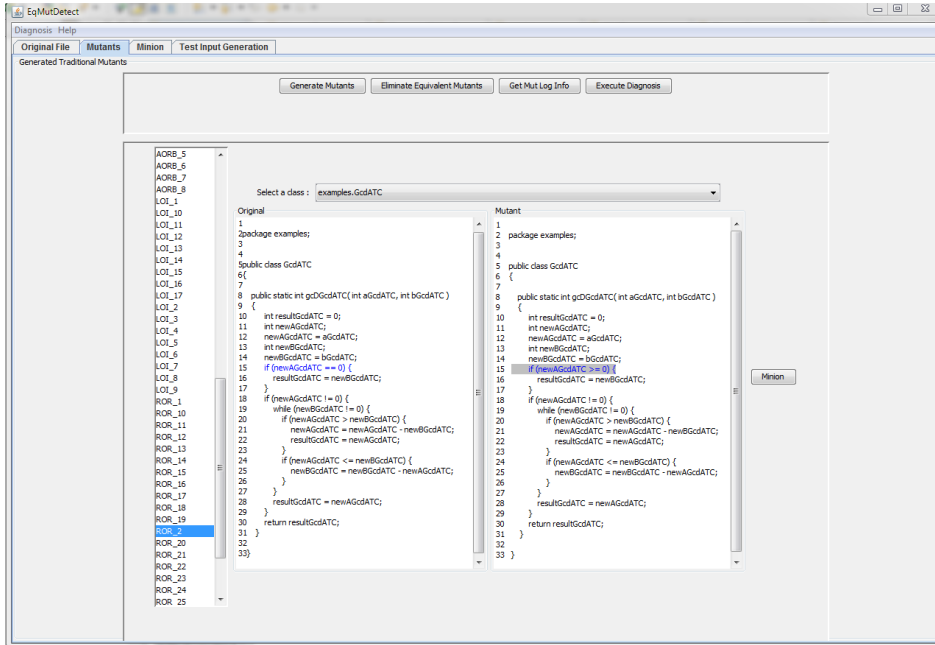 EqMutDetect
Diagnosis Help
Original File Mutants Minion Test Input Generation
Generated Traditional Mutants
Generate Mutants Eliminate Equivalent Mutants Get Mut Log Info Execute Diagnosis
AORB_5
AORB_6
AORB_7
AORB_8
LOI_1
LOI_10
LOI_11
LOI_12
LOI_13
LOI_14
LOI_15
LOI_16
LOI_17
LOI_2
LOI_3
LOI_4
LOI_5
LOI_6
LOI_7
LOI_8
LOI_9
ROR_1
ROR_10
ROR_11
ROR_12
ROR_13
ROR_14
ROR_15
ROR_16
ROR_17
ROR_18
ROR_19
ROR_2
ROR_20
ROR_21
ROR_22
ROR_23
ROR_24
ROR_25
Select a class : examples.GcdATC
Original
1
2package examples;
3
4
5public class GcdATC
6{
7
8 public static int gcDGcdATC( int aGcdATC, int bGcdATC )
9 {
10 int resultGcdATC = 0;
11 int newAGcdATC;
12 newAGcdATC = aGcdATC;
13 int newBGcdATC;
14 newBGcdATC = bGcdATC;
15 if (newAGcdATC == 0) {
16 resultGcdATC = newBGcdATC;
17 }
18 if (newAGcdATC != 0) {
19 while (newBGcdATC != 0) {
20 if (newAGcdATC > newBGcdATC) {
21 newAGcdATC = newAGcdATC - newBGcdATC;
22 resultGcdATC = newAGcdATC;
23 }
24 if (newAGcdATC <= newBGcdATC) {
25 newBGcdATC = newBGcdATC - newAGcdATC;
26 }
27 }
28 resultGcdATC = newAGcdATC;
29 }
30 return resultGcdATC;
31 }
32
33}
Mutant
1
2 package examples;
3
4
5 public class GcdATC
6 {
7
8 public static int gcDGcdATC( int aGcdATC, int bGcdATC )
9 {
10 int resultGcdATC = 0;
11 int newAGcdATC;
12 newAGcdATC = aGcdATC;
13 int newBGcdATC;
14 newBGcdATC = bGcdATC;
15 if (newAGcdATC >= 0) {
16 resultGcdATC = newBGcdATC;
17 }
18 if (newAGcdATC != 0) {
19 while (newBGcdATC != 0) {
20 if (newAGcdATC > newBGcdATC) {
21 newAGcdATC = newAGcdATC - newBGcdATC;
22 resultGcdATC = newAGcdATC;
23 }
24 if (newAGcdATC <= newBGcdATC) {
25 newBGcdATC = newBGcdATC - newAGcdATC;
26 }
27 }
28 resultGcdATC = newAGcdATC;
29 }
30 return resultGcdATC;
31 }
32
33 }
Minion